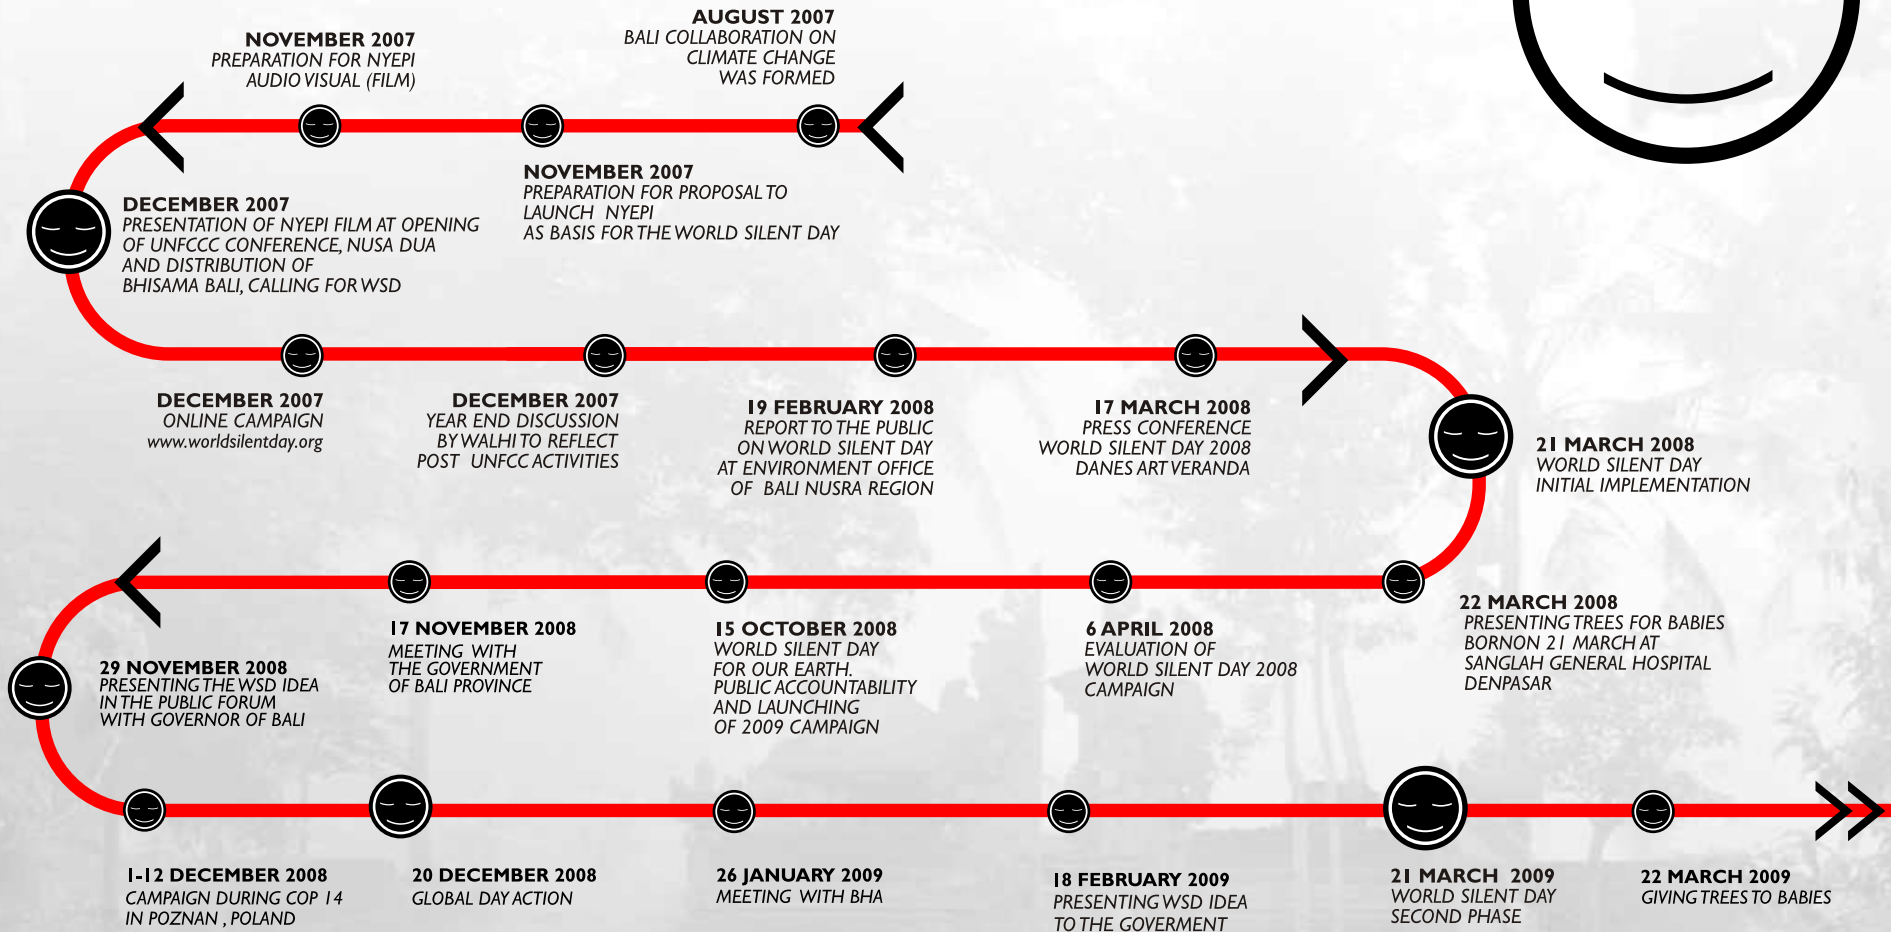 AUGUST 2007
BALI COLLABORATION ON
CLIMATE CHANGE
WAS FORMED
NOVEMBER 2007
PREPARATION FOR PROPOSAL TO
LAUNCH NYEPI
AS BASIS FOR THE WORLD SILENT DAY
NOVEMBER 2007
PREPARATION FOR NYEPI
AUDIO VISUAL (FILM)
DECEMBER 2007
PRESENTATION OF NYEPI FILM AT OPENING
OF UNFCCC CONFERENCE, NUSA DUA
AND DISTRIBUTION OF
BHISAMA BALI, CALLING FOR WSD
DECEMBER 2007
ONLINE CAMPAIGN
www.worldsilentday.org
DECEMBER 2007
YEAR END DISCUSSION
BY WALHI TO REFLECT
POST UNFCC ACTIVITIES
19 FEBRUARY 2008
REPORT TO THE PUBLIC
ON WORLD SILENT DAY
AT ENVIRONMENT OFFICE
OF BALI NUSRA REGION
17 MARCH 2008
PRESS CONFERENCE
WORLD SILENT DAY 2008
DANES ART VERANDA
21 MARCH 2008
WORLD SILENT DAY
INITIAL IMPLEMENTATION
22 MARCH 2008
PRESENTING TREES FOR BABIES
BORNON 21 MARCH AT
SANGLAH GENERAL HOSPITAL
DENPASAR
6 APRIL 2008
EVALUATION OF
WORLD SILENT DAY 2008
CAMPAIGN
15 OCTOBER 2008
WORLD SILENT DAY
FOR OUR EARTH.
PUBLIC ACCOUNTABILITY
AND LAUNCHING
OF 2009 CAMPAIGN
17 NOVEMBER 2008
MEETING WITH
THE GOVERNMENT
OF BALI PROVINCE
29 NOVEMBER 2008
PRESENTING THE WSD IDEA
IN THE PUBLIC FORUM
WITH GOVERNOR OF BALI
1-12 DECEMBER 2008
CAMPAIGN DURING COP 14
IN POZNAN , POLAND
20 DECEMBER 2008
GLOBAL DAY ACTION
26 JANUARY 2009
MEETING WITH BHA
18 FEBRUARY 2009
PRESENTING WSD IDEA
TO THE GOVERMENT
21 MARCH 2009
WORLD SILENT DAY
SECOND PHASE
22 MARCH 2009
GIVING TREES TO BABIES